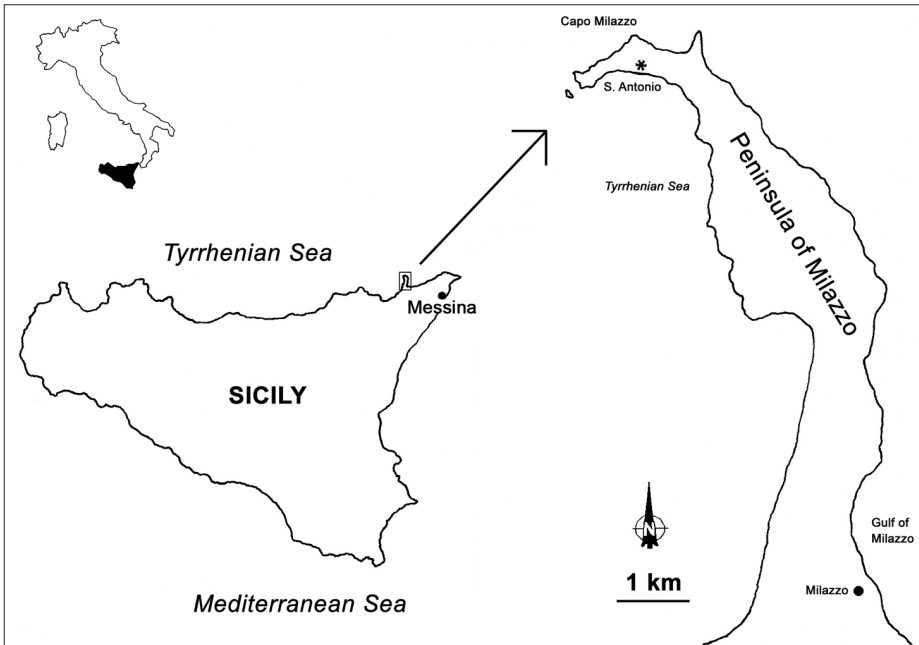 Capo Milazzo
*
S. Antonio
Peninsula of Milazzo
Tyrrhenian Sea
Tyrrhenian Sea
Messina
SICILY
Mediterranean Sea
N
1 km
Gulf of
Milazzo
Milazzo